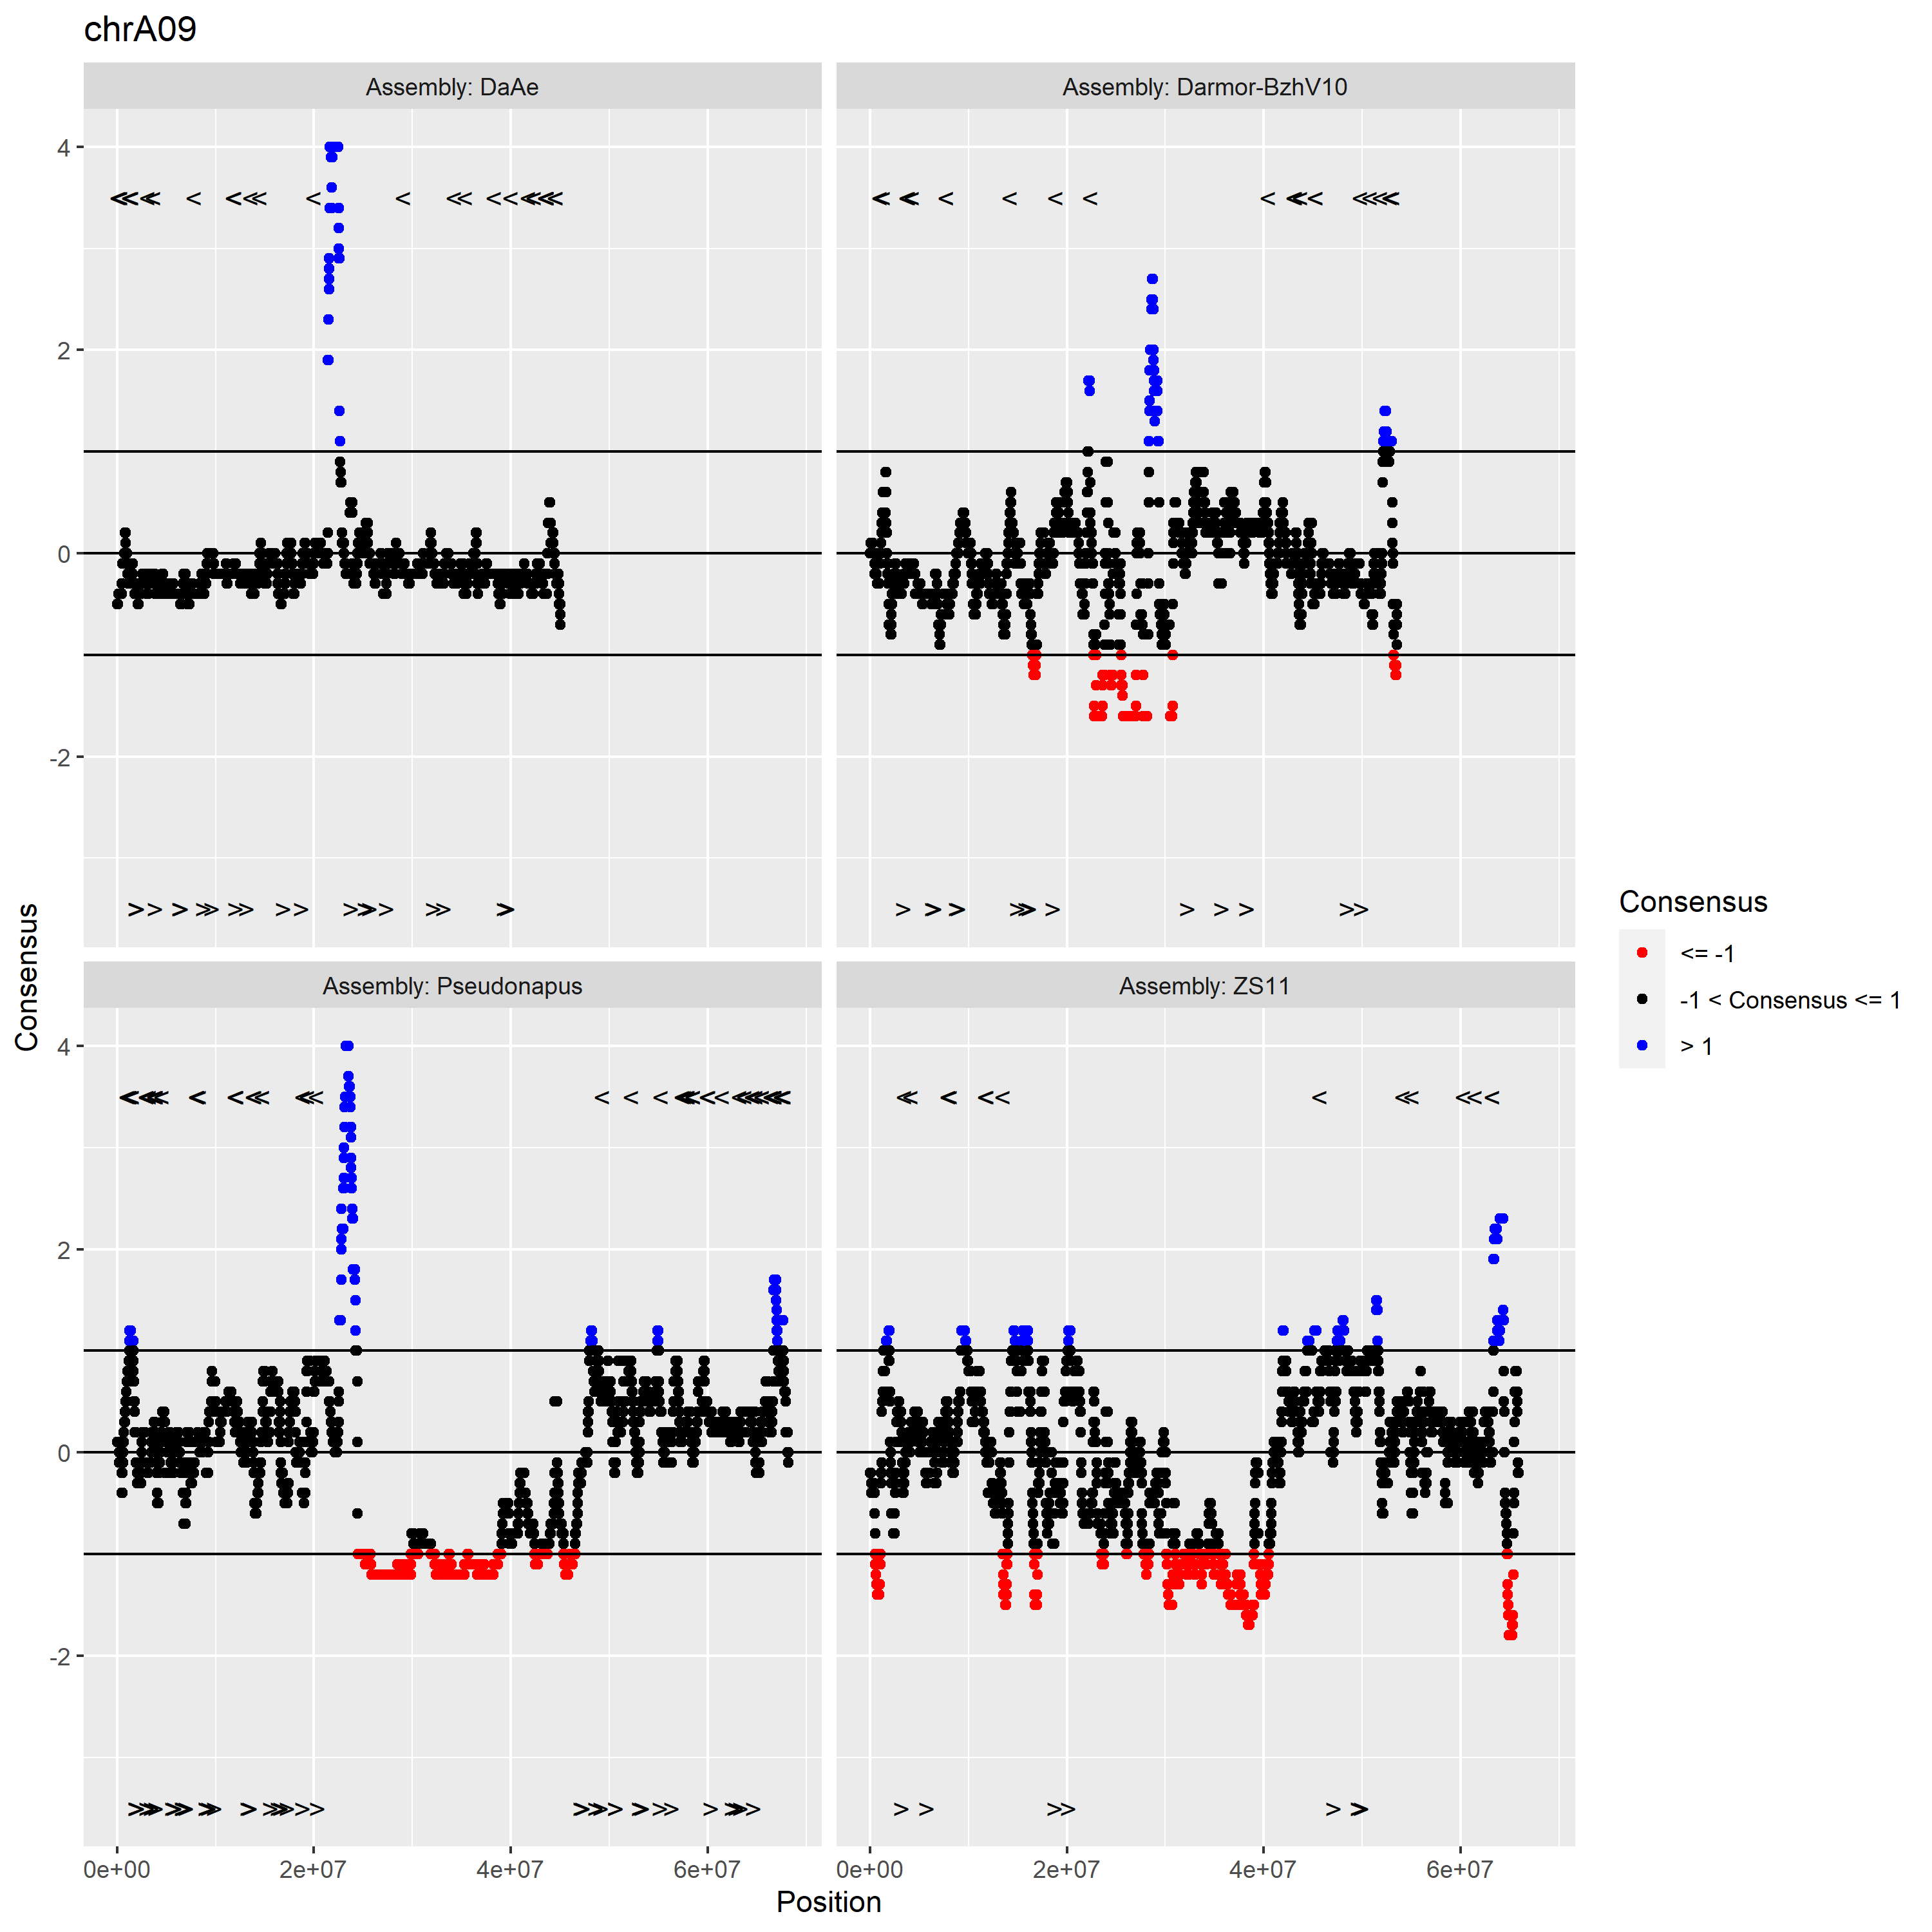 chrA09
Assembly: DaAe
Assembly: Darmor-BzhV10
4
2
0
-2
Assembly: Pseudonapus
Assembly: ZS11
4
2
0
-2
0e+00 2e+07 4e+07 6e+07
0e+00 2e+07 4e+07 6e+07
Position
Consensus
Consensus
<= -1
-1 < Consensus <= 1
> 1